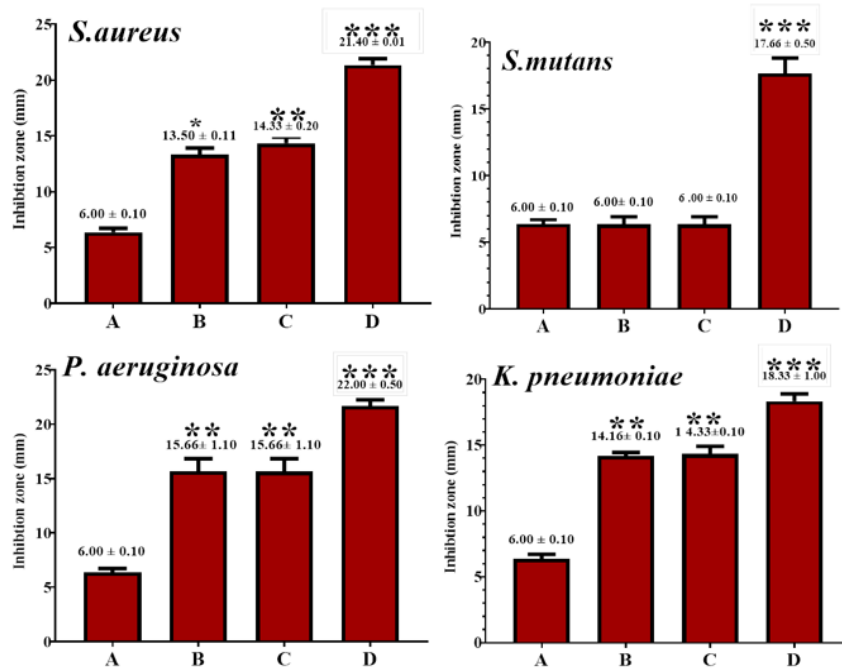 S.aureus
Inhibtion zone (mm)
25
20
15
10
5
0
6.00 ± 0.10
*
13.50 ± 0.11
**
14.33 ± 0.20
***
21.40 ± 0.01
A B C D
S.mutans
Inhibtion zone (mm)
20
15
10
5
0
6.00 ± 0.10
6.00± 0.10
6 .00 ± 0.10
***
17.66 ± 0.50
A B C D
P. aeruginosa
Inhibtion zone (mm)
25
20
15
10
5
0
6.00 ± 0.10
**
15.66± 1.10
**
15.66± 1.10
***
22.00 ± 0.50
A B C D
K. pneumoniae
Inhibtion zone (mm)
20
15
10
5
0
6.00 ± 0.10
**
14.16± 0.10
**
1 4.33±0.10
***
18.33 ± 1.00
A B C D